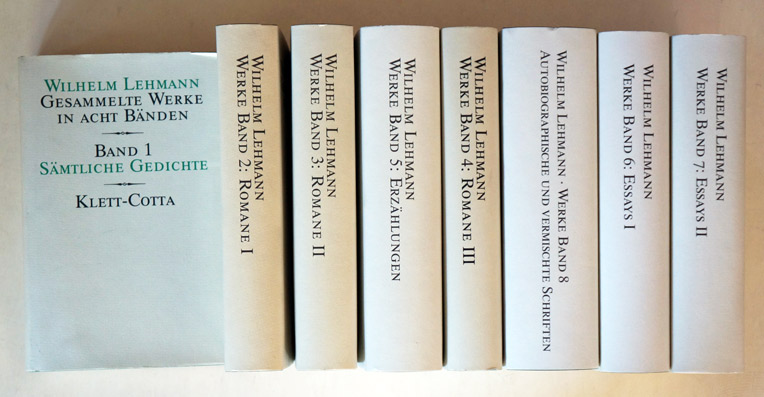 Wilhelm Lehmann
Gesammelte Werke
in acht Bänden
Band 1
Sämtliche Gedichte
Klett-Cotta
Wilhelm Lehmann
Werke Band 2: Romane I
Wilhelm Lehmann
Werke Band 3: Romane II
Wilhelm Lehmann
Werke Band 5: Erzählungen
Wilhelm Lehmann
Werke Band 4: Romane III
Wilhelm Lehmann · Werke Band 8
Autobiographische und vermischte Schriften
Wilhelm Lehmann
Werke Band 6: Essays I
Wilhelm Lehmann
Werke Band 7: Essays II